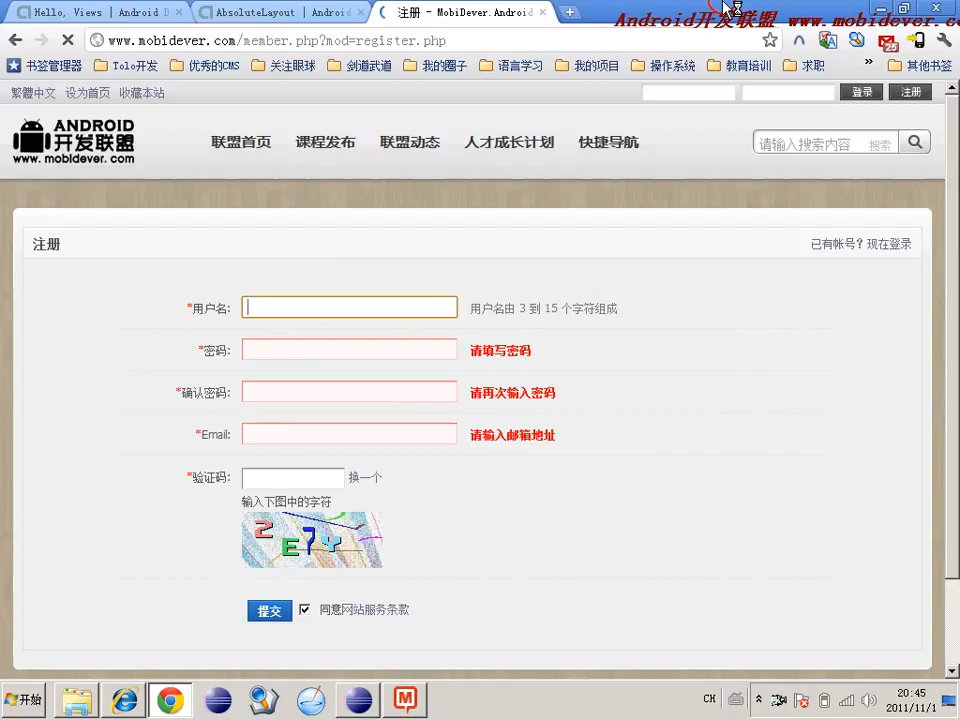 Hello, Views | Android D
AbsoluteLayout | Android
注册 - MobiDever.Android
Android开发联盟 www.mobidever.com
www.mobidever.com/member.php?mod=register.php
25
书签管理器
Tolo开发
优秀的CMS
关注眼球
剑道武道
我的圈子
语言学习
我的项目
操作系统
教育培训
求职
»
其他书签
繁體中文 设为首页 收藏本站
登录
注册
ANDROID
开发联盟
www.mobidever.com
联盟首页 课程发布 联盟动态 人才成长计划 快捷导航
请输入搜索内容 搜索
注册
已有帐号？现在登录
*用户名:
用户名由 3 到 15 个字符组成
*密码:
请填写密码
*确认密码:
请再次输入密码
*Email:
请输入邮箱地址
*验证码:
换一个
输入下图中的字符
2E7Y
提交
同意网站服务条款
开始
CH
20:45
2011/11/1